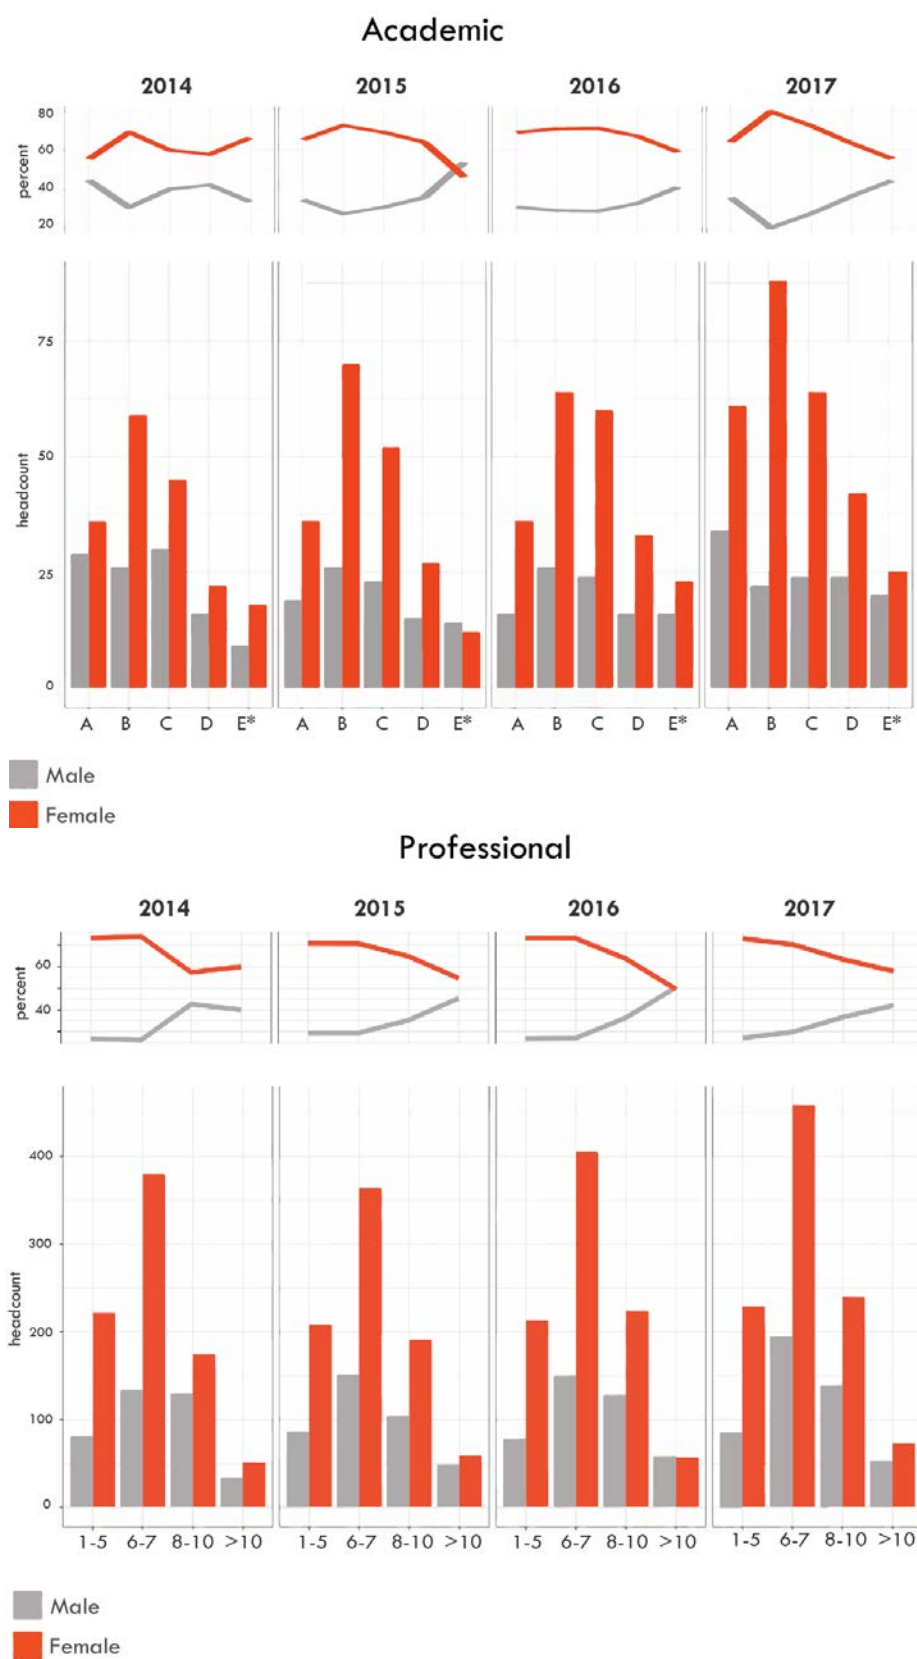 Academic
2014 2015 2016 2017
80
60
40
20
percent
75
50
25
0
headcount
A B C D E* A B C D E* A B C D E* A B C D E*
Male
Female
Professional
2014 2015 2016 2017
60
40
percent
400
300
200
100
0
headcount
1-5 6-7 8-10 >10 1-5 6-7 8-10 >10 1-5 6-7 8-10 >10 1-5 6-7 8-10 >10
Male
Female